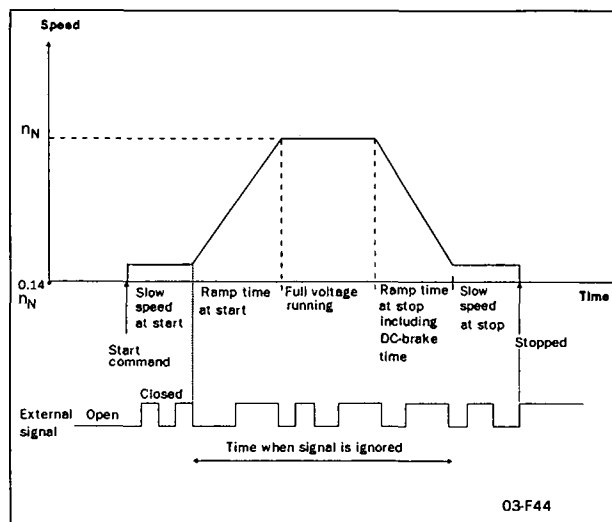 Speed
nN
0.14
nN
Slow
speed
at start
Ramp time
at start
Full voltage
running
Ramp time
at stop
including
DC-brake
time
Slow
speed
at stop
Time
Start
command
Stopped
Closed
External
signal
Open
Time when signal is ignored
03-F44